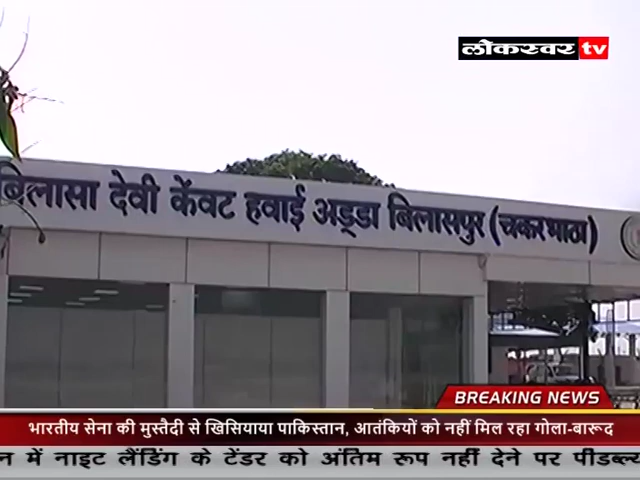 लोकस्वर tv
बिलासा देवी केंवट हवाई अड्डा बिलासपुर (चकरभाठा)
BREAKING NEWS
भारतीय सेना की मुस्तैदी से खिसियाया पाकिस्तान, आतंकियों को नहीं मिल रहा गोला-बारूद
न में नाइट लैंडिंग के टेंडर को अंतिम रूप नहीं देने पर पीडब्ल्य